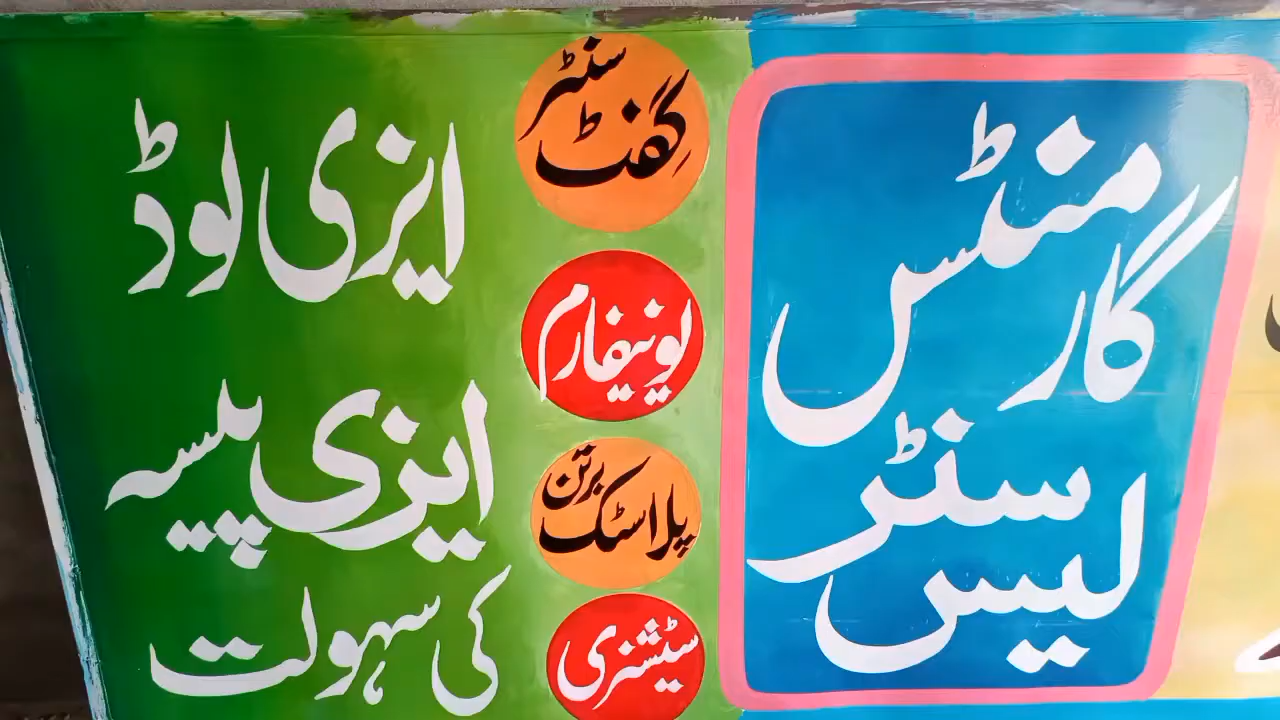 گارمنٹس
لیس سنٹر
گفٹ سنٹر
یونیفارم
پلاسٹک برتن
سٹیشنری
ایزی لوڈ
ایزی پیسہ
کی سہولت